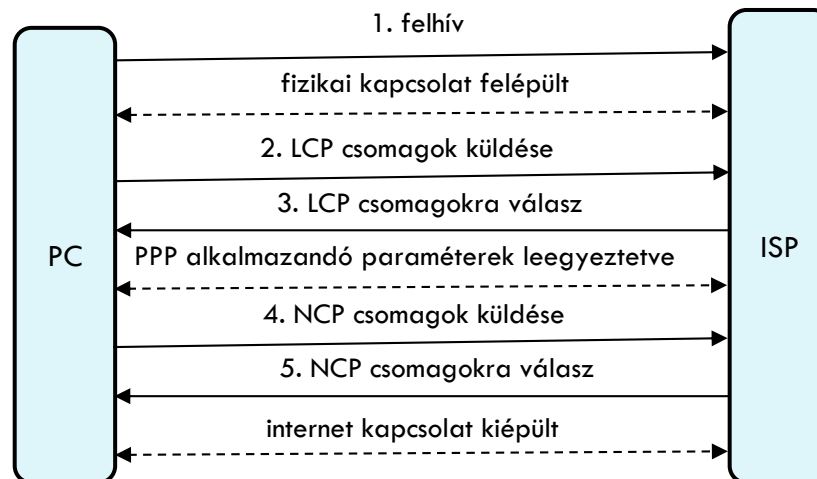 1. felhív
fizikai kapcsolat felépült
2. LCP csomagok küldése
3. LCP csomagokra válasz
PC
PPP alkalmazandó paraméterek leegyeztetve
ISP
4. NCP csomagok küldése
5. NCP csomagokra válasz
internet kapcsolat kiépült